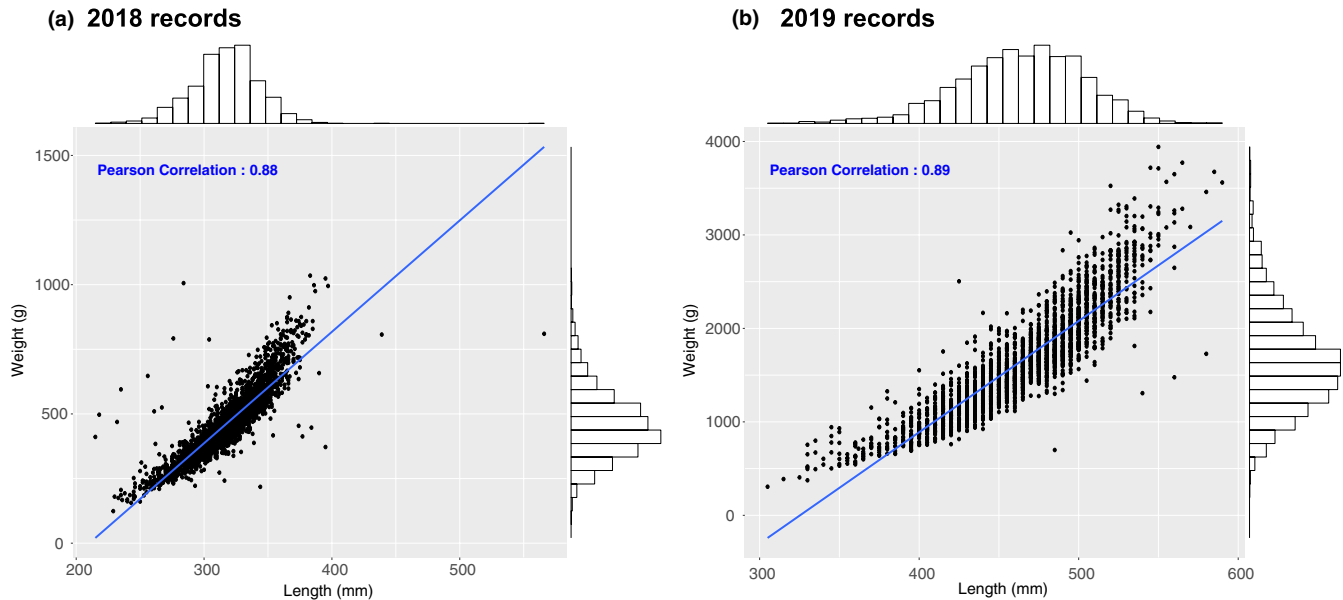 (a) 2018 records
Pearson Correlation : 0.88
1500
1000
500
0
Weight (g)
200 300 400 500
Length (mm)
(b) 2019 records
Pearson Correlation : 0.89
4000
3000
2000
1000
0
Weight (g)
300 400 500 600
Length (mm)